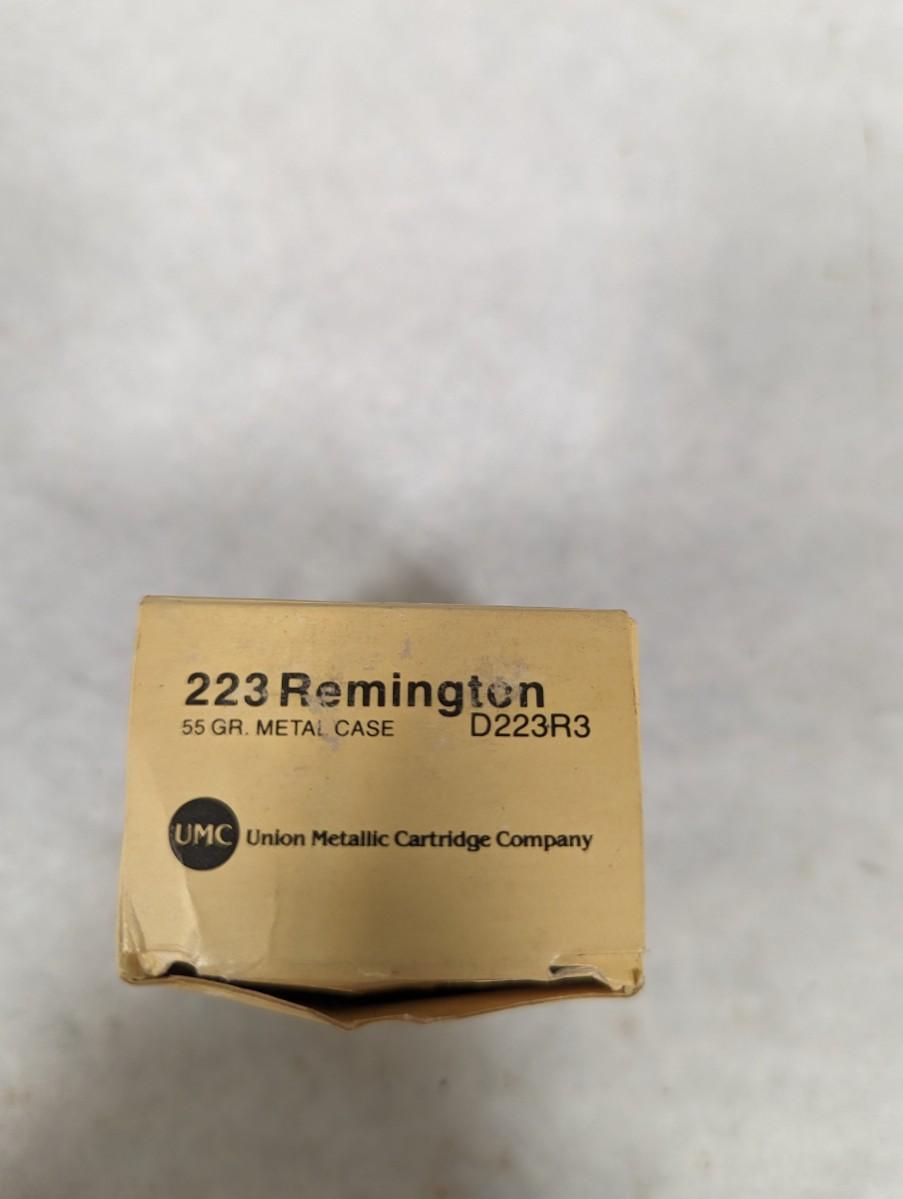 223 Remington
55 GR. METAL CASE D223R3
UMC Union Metallic Cartridge Company